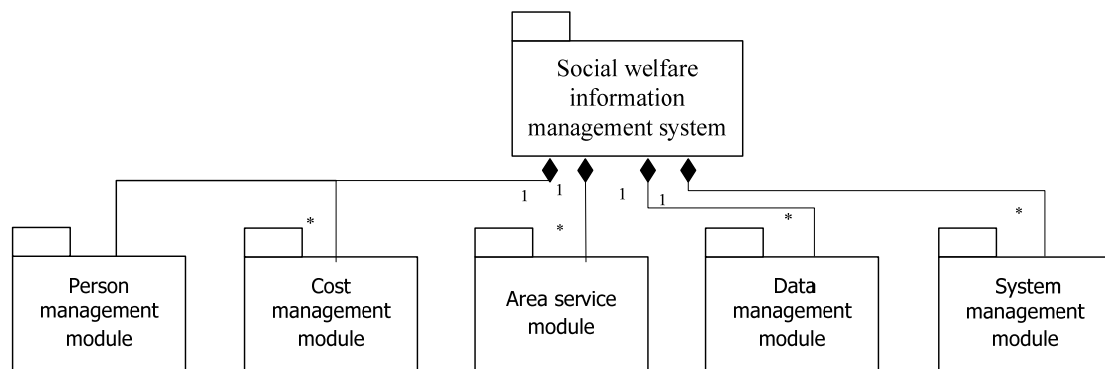 Social welfare
information
management system
1
1
1
1
*
*
*
*
Person
management
module
Cost
management
module
Area service
module
Data
management
module
System
management
module